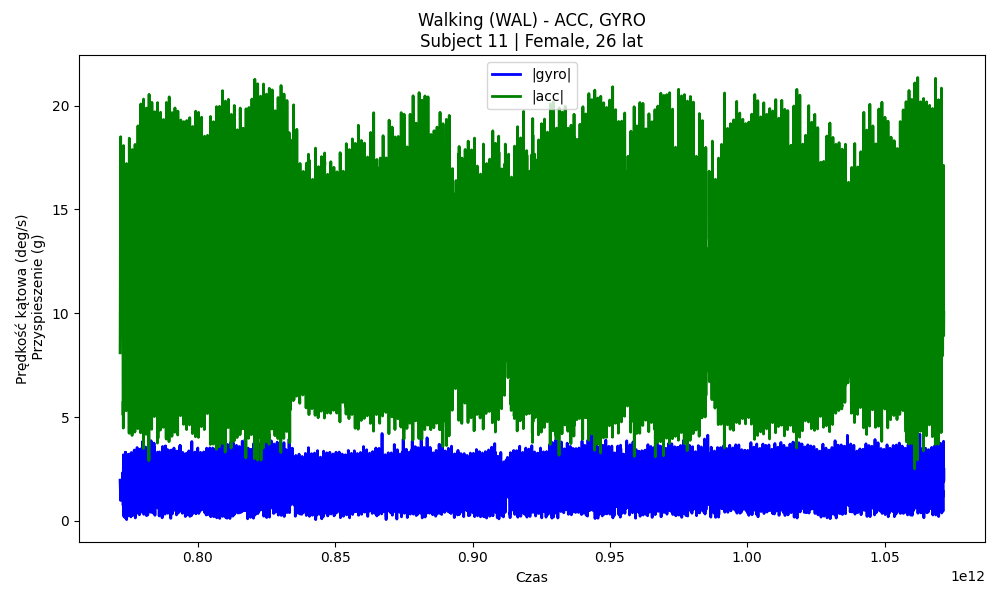 Walking (WAL) - ACC, GYRO
Subject 11 | Female, 26 lat
|gyro|
|acc|
Prędkość kątowa (deg/s)
Przyspieszenie (g)
20
15
10
5
0
0.80
0.85
0.90
0.95
1.00
1.05
1e12
Czas